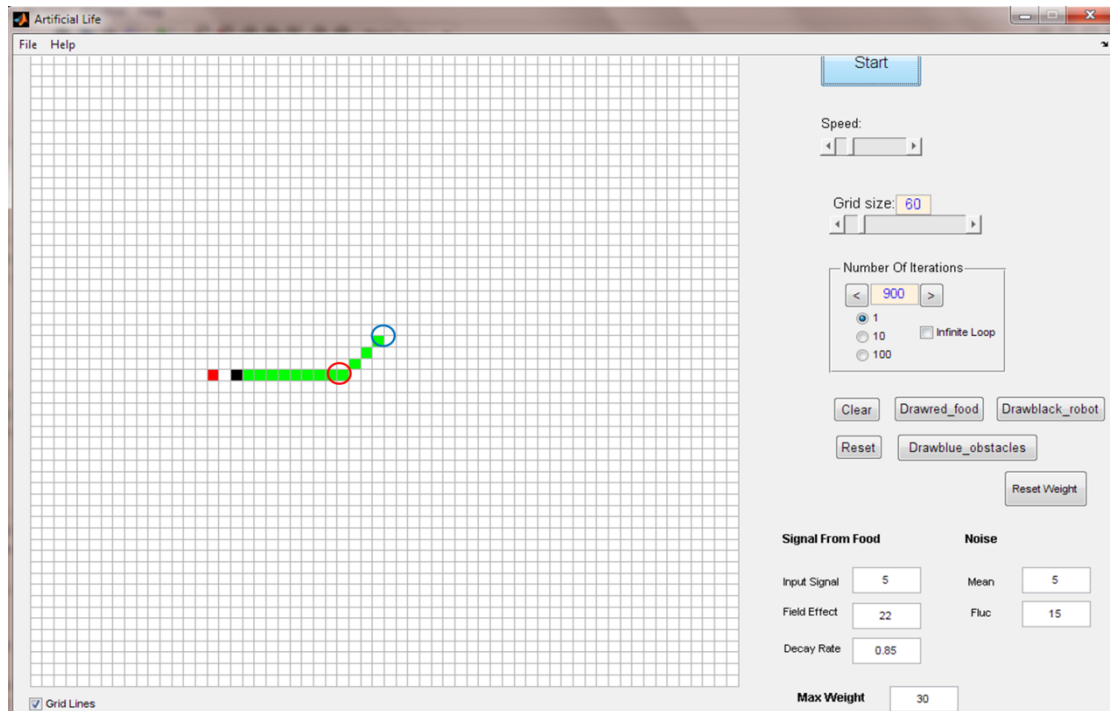 Artificial Life
File Help
Start
Speed:
Grid size: 60
Number Of Iterations
< 900 >
1
10
100
Infinite Loop
Clear Drawred_food Drawblack_robot
Reset Drawblue_obstacles
Reset Weight
Signal From Food Noise
Input Signal 5 Mean 5
Field Effect 22 Fluc 15
Decay Rate 0.85
Max Weight 30
Grid Lines